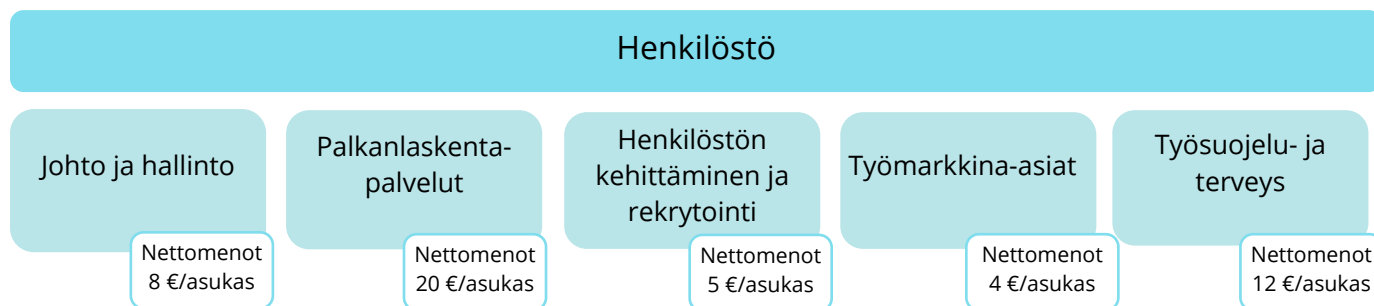 Henkilöstö
Johto ja hallinto
Nettomenot
8 €/asukas
Palkanlaskenta-
palvelut
Nettomenot
20 €/asukas
Henkilöstön
kehittäminen ja
rekrytointi
Nettomenot
5 €/asukas
Työmarkkina-asiat
Nettomenot
4 €/asukas
Työsuojelu- ja
terveys
Nettomenot
12 €/asukas